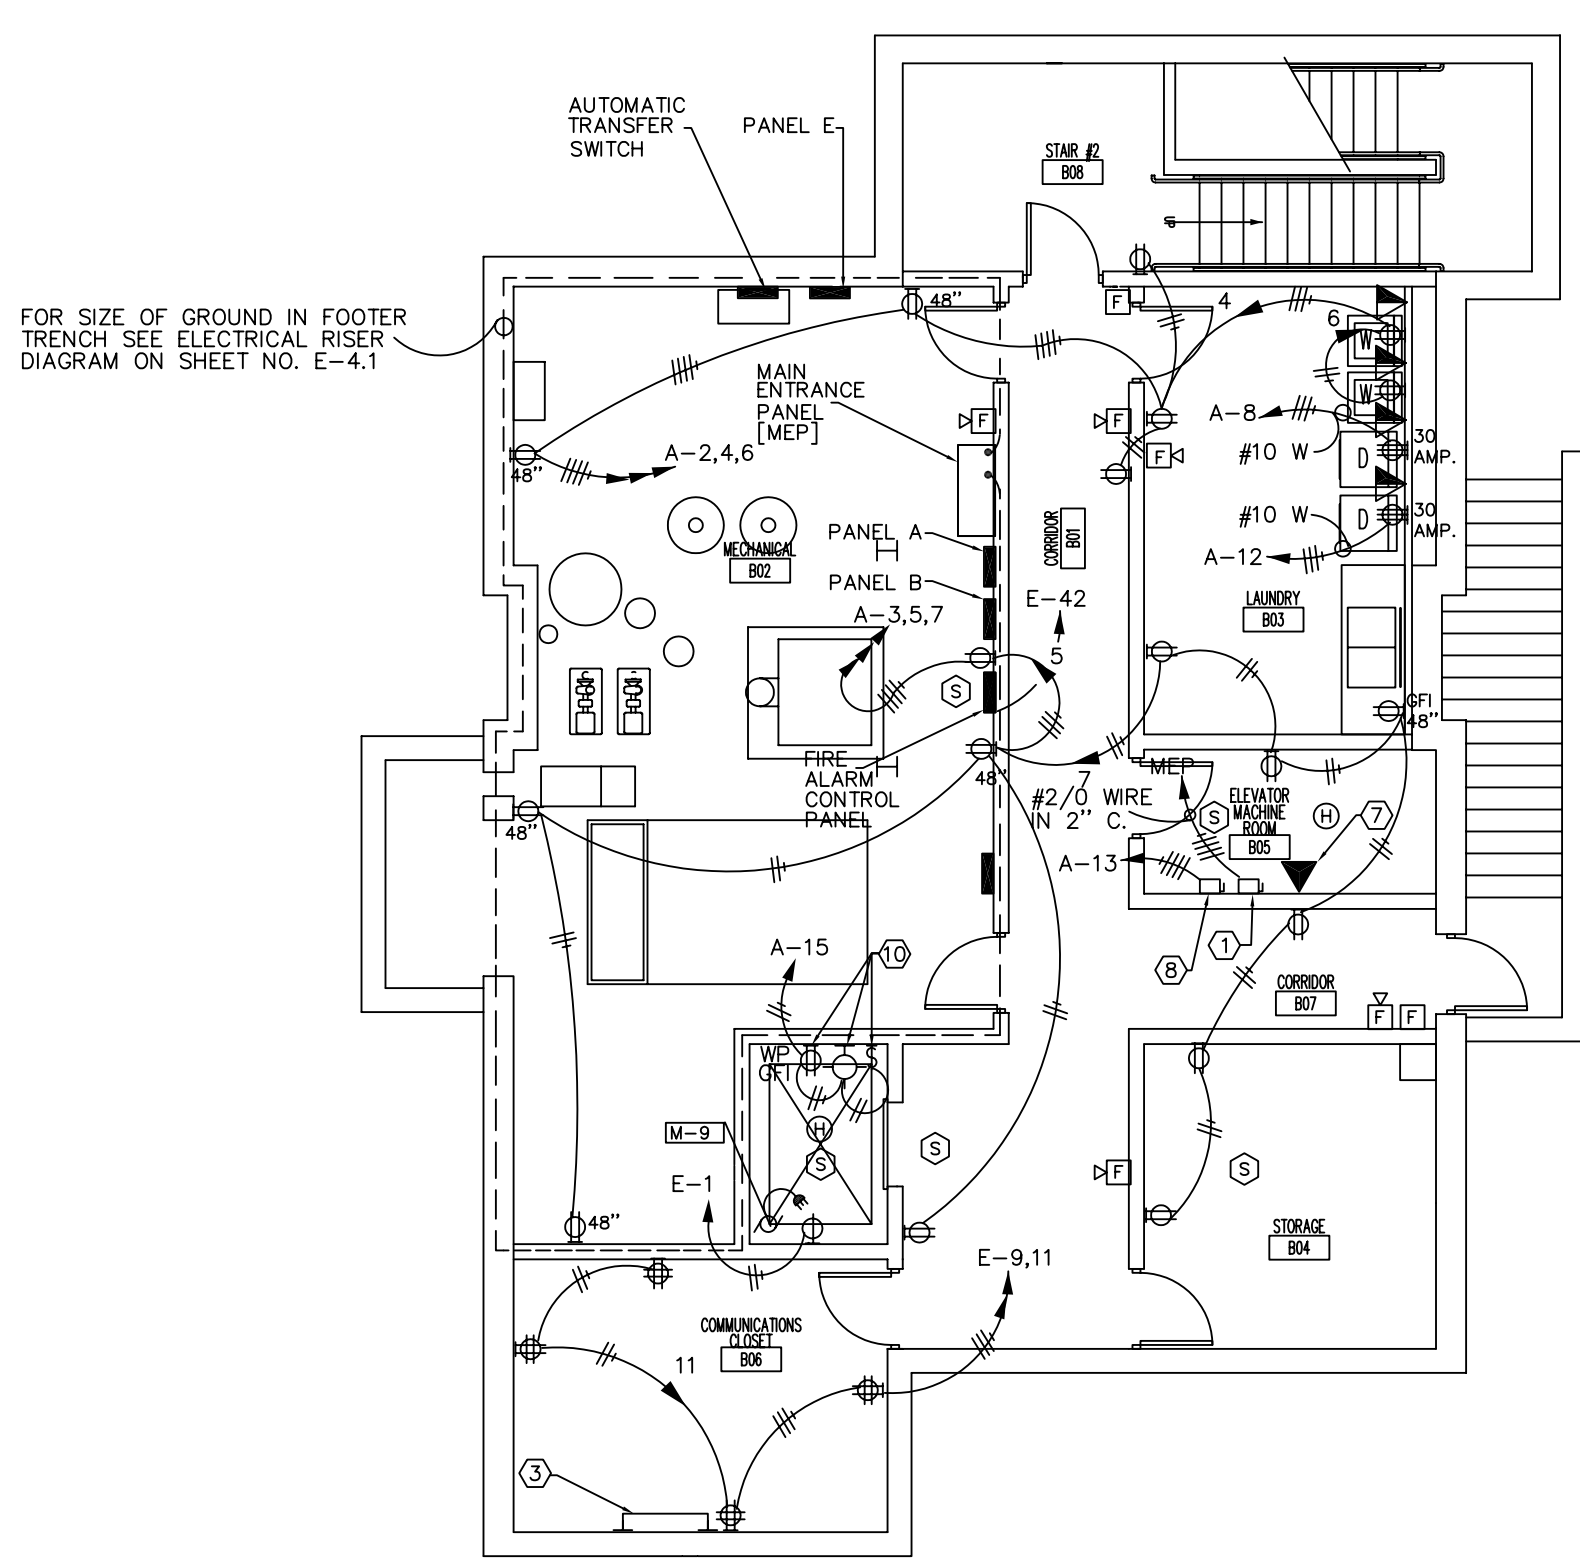 AUTOMATIC
TRANSFER
SWITCH
PANEL E
STAIR #2
B08
UP
FOR SIZE OF GROUND IN FOOTER
TRENCH SEE ELECTRICAL RISER
DIAGRAM ON SHEET NO. E-4.1
48"
F
4
6
W
W
MAIN
ENTRANCE
PANEL
[MEP]
F
F
F
A-8
#10 W
30
AMP.
D
A-2,4,6
48"
#10 W
30
AMP.
D
A-12
PANEL A
MECHANICAL
B02
CORRIDOR
B01
PANEL B
E-42
LAUNDRY
B03
A-3,5,7
5
S
GFI
48"
FIRE
ALARM
CONTROL
PANEL
48"
7
#2/0 WIRE
IN 2" C.
MEP
S
ELEVATOR
MACHINE
ROOM
B05
H
7
48"
A-13
A-15
10
8
1
CORRIDOR
B07
F
F
WP
GFI
M-9
H
S
S
F
S
E-1
48"
STORAGE
B04
E-9,11
COMMUNICATIONS
CLOSET
B06
11
3